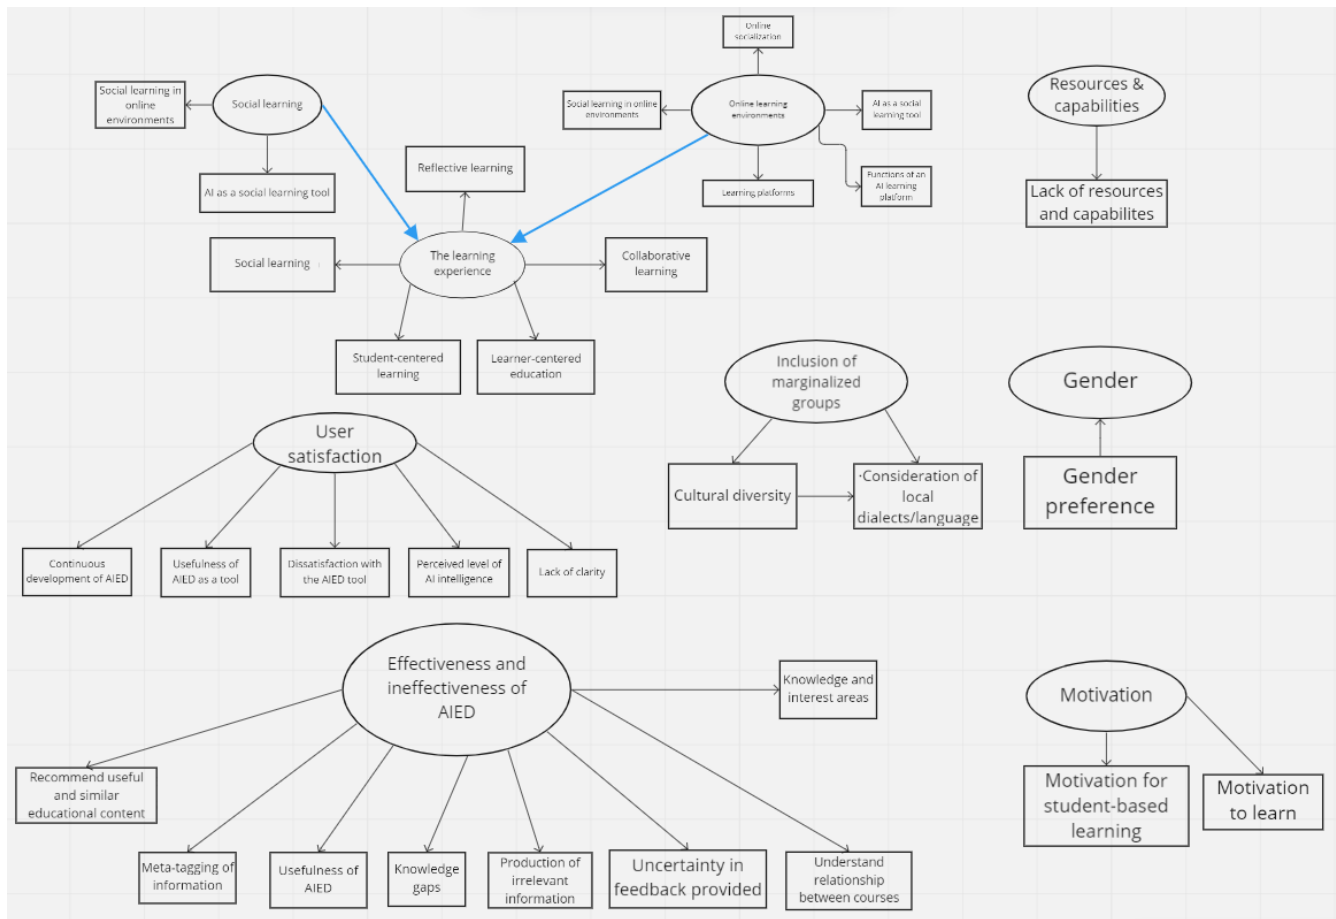 Online
socialization
Social learning in
online
environments
Social learning
Social learning in online
environments
Online learning
environments
AI as a social
learning tool
Resources &
capabilities
Reflective learning
AI as a social learning tool
Learning platforms
Functions of an
AI learning
platform
Lack of resources
and capabilites
Social learning
The learning
experience
Collaborative
learning
Student-centered
learning
Learner-centered
education
Inclusion of
marginalized
groups
Gender
User
satisfaction
Cultural diversity
·Consideration of
local
dialects/language
Gender
preference
Continuous
development of AIED
Usefulness of
AIED as a tool
Dissatisfaction with
the AIED tool
Perceived level of
AI intelligence
Lack of clarity
Effectiveness and
ineffectiveness of
AIED
Knowledge and
interest areas
Motivation
Recommend useful
and similar
educational content
Motivation for
student-based
learning
Motivation
to learn
Meta-tagging of
information
Usefulness of
AIED
Knowledge
gaps
Production of
irrelevant
information
Uncertainty in
feedback provided
Understand
relationship
between courses